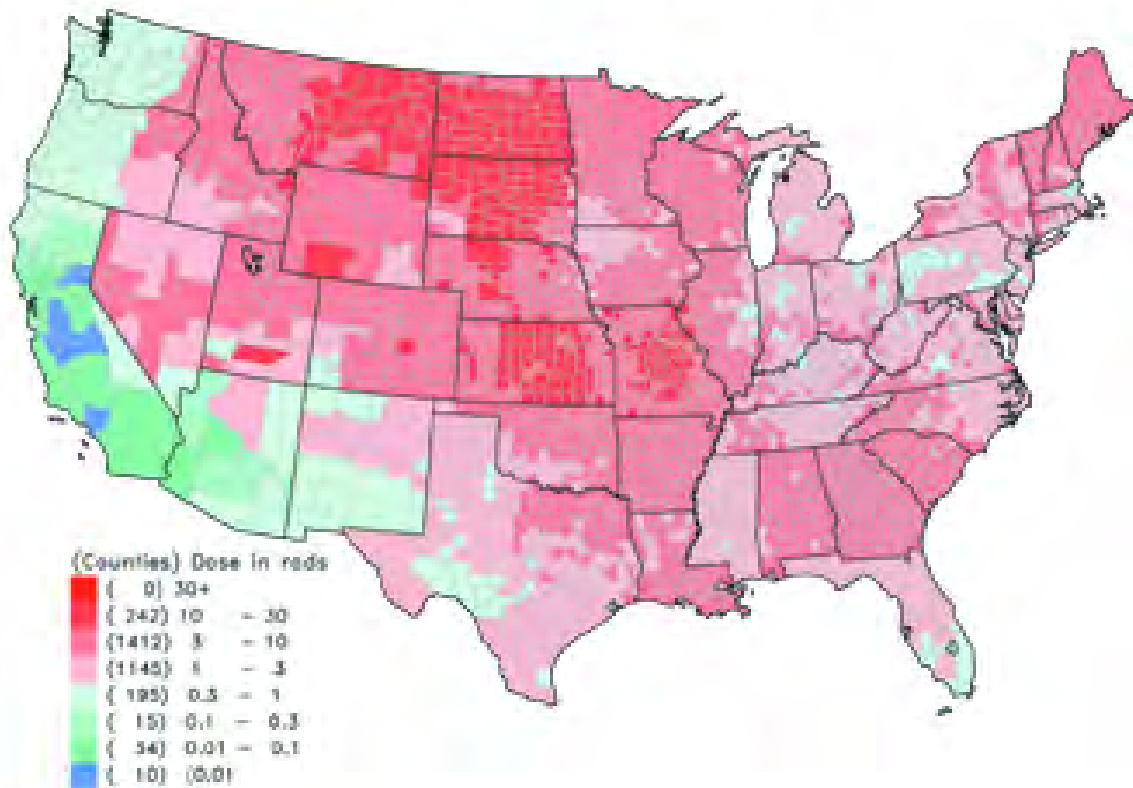 (Counties) Dose in rads
( 0) 30+
( 242) 10 - 30
(1412) 3 - 10
(1145) 1 - 3
( 195) 0.3 - 1
( 15) 0.1 - 0.3
( 34) 0.01 - 0.1
( 10) (0.01